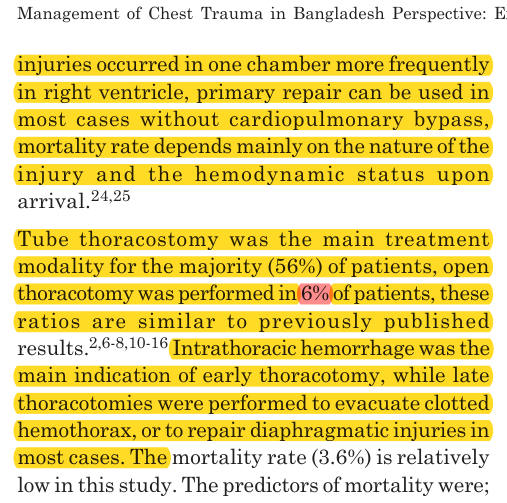 Management of Chest Trauma in Bangladesh Perspective:
injuries occurred in one chamber more frequently
in right ventricle, primary repair can be used in
most cases without cardiopulmonary bypass,
mortality rate depends mainly on the nature of the
injury and the hemodynamic status upon
arrival.24,25
Tube thoracostomy was the main treatment
modality for the majority (56%) of patients, open
thoracotomy was performed in 6% of patients, these
ratios are similar to previously published
results.2,6-8,10-16 Intrathoracic hemorrhage was the
main indication of early thoracotomy, while late
thoracotomies were performed to evacuate clotted
hemothorax, or to repair diaphragmatic injuries in
most cases. The mortality rate (3.6%) is relatively
low in this study. The predictors of mortality were;